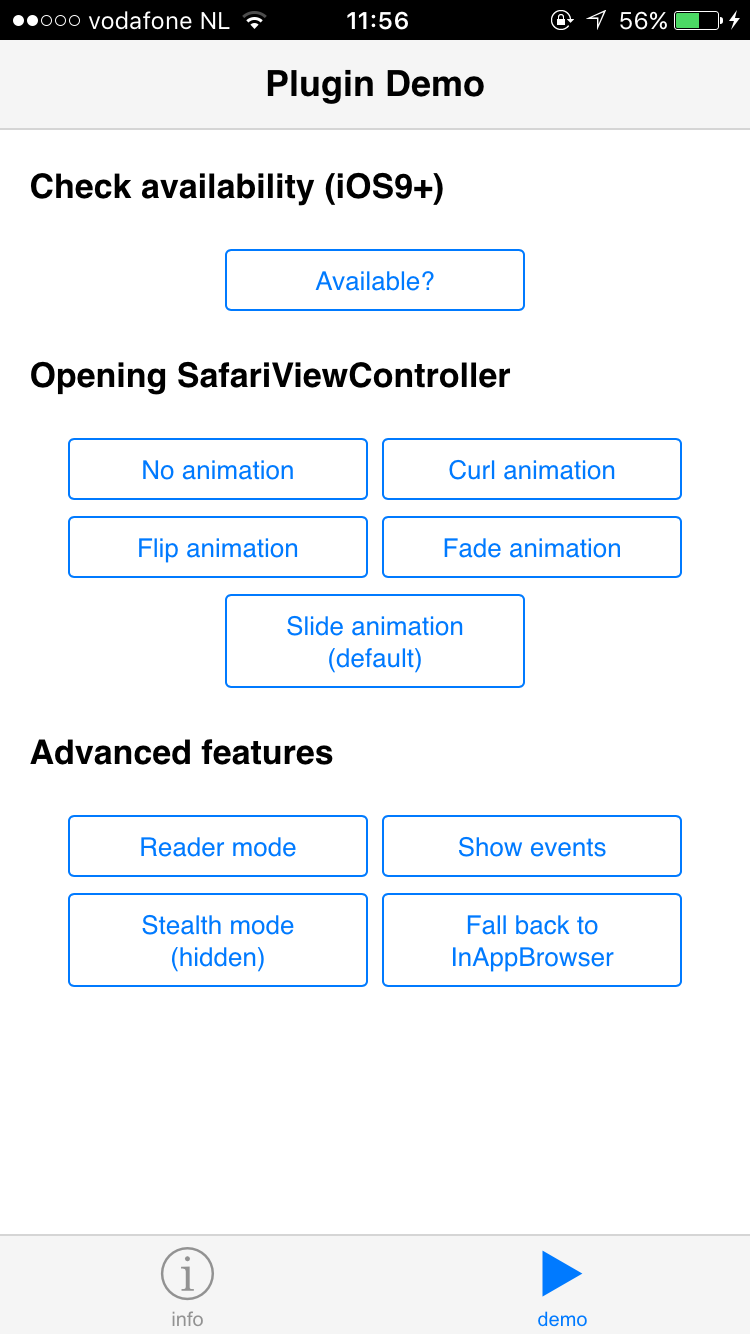 vodafone NL 11:56 56%
Plugin Demo
Check availability (iOS9+)
Available?
Opening SafariViewController
No animation Curl animation
Flip animation Fade animation
Slide animation
(default)
Advanced features
Reader mode Show events
Stealth mode
(hidden)
Fall back to
InAppBrowser
info demo